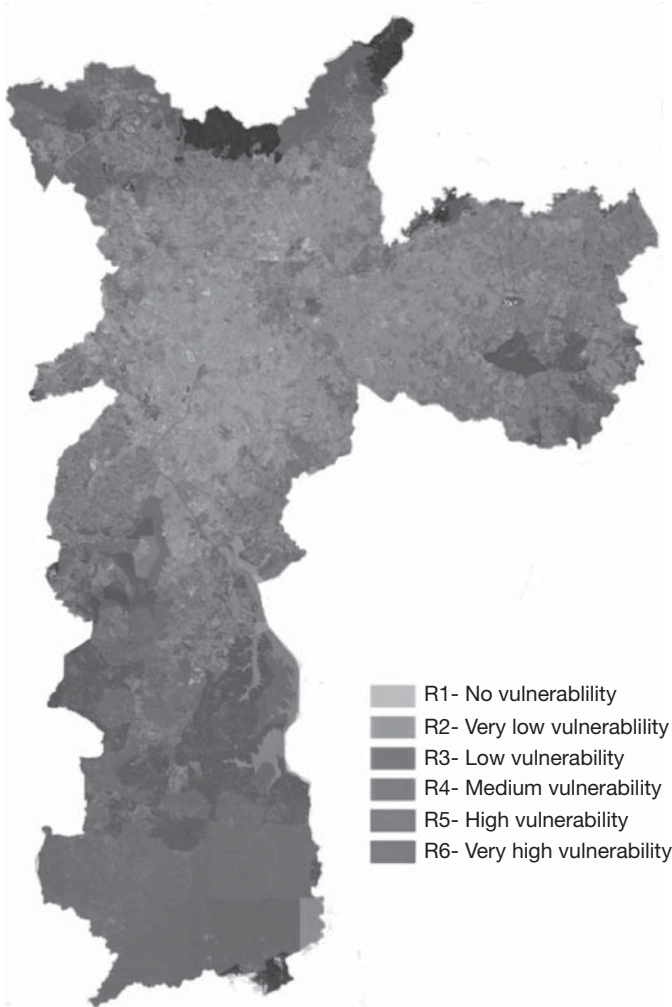 R1- No vulnerablility
R2- Very low vulnerablility
R3- Low vulnerability
R4- Medium vulnerability
R5- High vulnerability
R6- Very high vulnerability